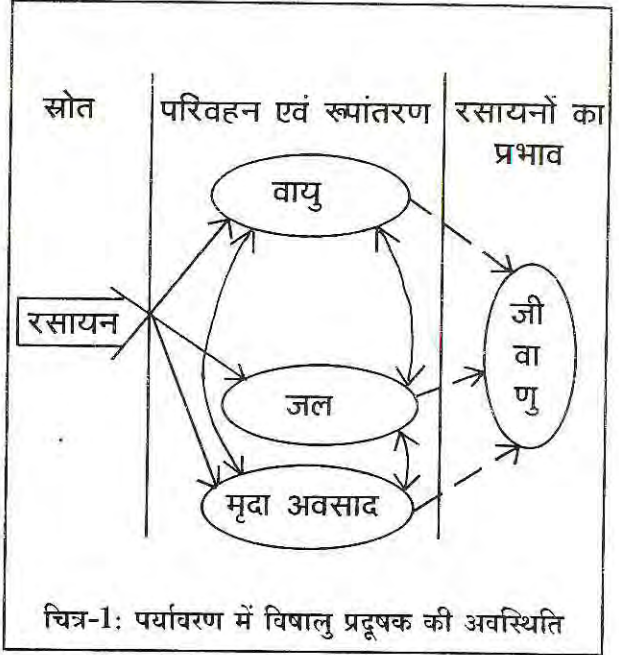 स्रोत
परिवहन एवं रूपांतरण
रसायनों का
प्रभाव
वायु
रसायन
जल
मृदा अवसाद
जी
वा
णु
चित्र-1: पर्यावरण में विषालु प्रदूषक की अवस्थिति